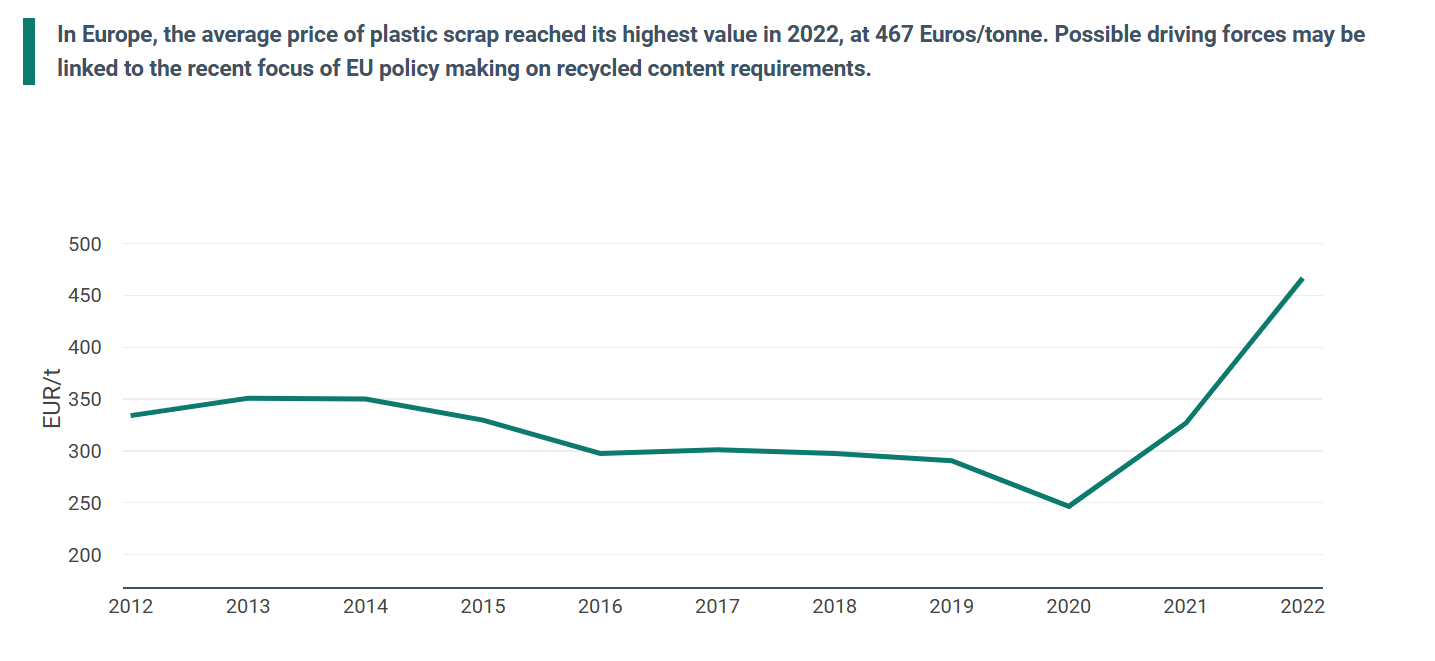 In Europe, the average price of plastic scrap reached its highest value in 2022, at 467 Euros/tonne. Possible driving forces may be
linked to the recent focus of EU policy making on recycled content requirements.
500
450
400
350
300
250
200
EUR/t
2012 2013 2014 2015 2016 2017 2018 2019 2020 2021 2022